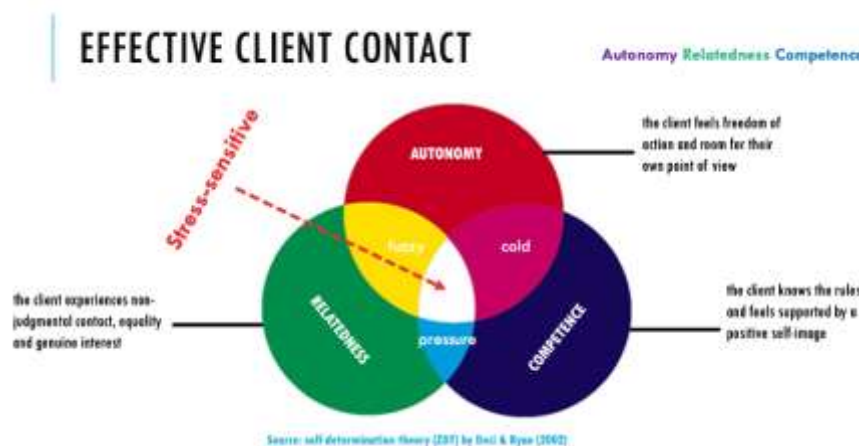 EFFECTIVE CLIENT CONTACT
Autonomy Relatedness Competence
Stress-sensitive
AUTONOMY
the client feels freedom of
action and room for their
own point of view
fuzzy
cold
the client experiences non-
judgmental contact, equality
and genuine interest
RELATEDNESS
pressure
COMPETENCE
the client knows the rules
and feels supported by a
positive self-image
Source: self-determination theory (ZDT) by Deci & Ryan (2002)